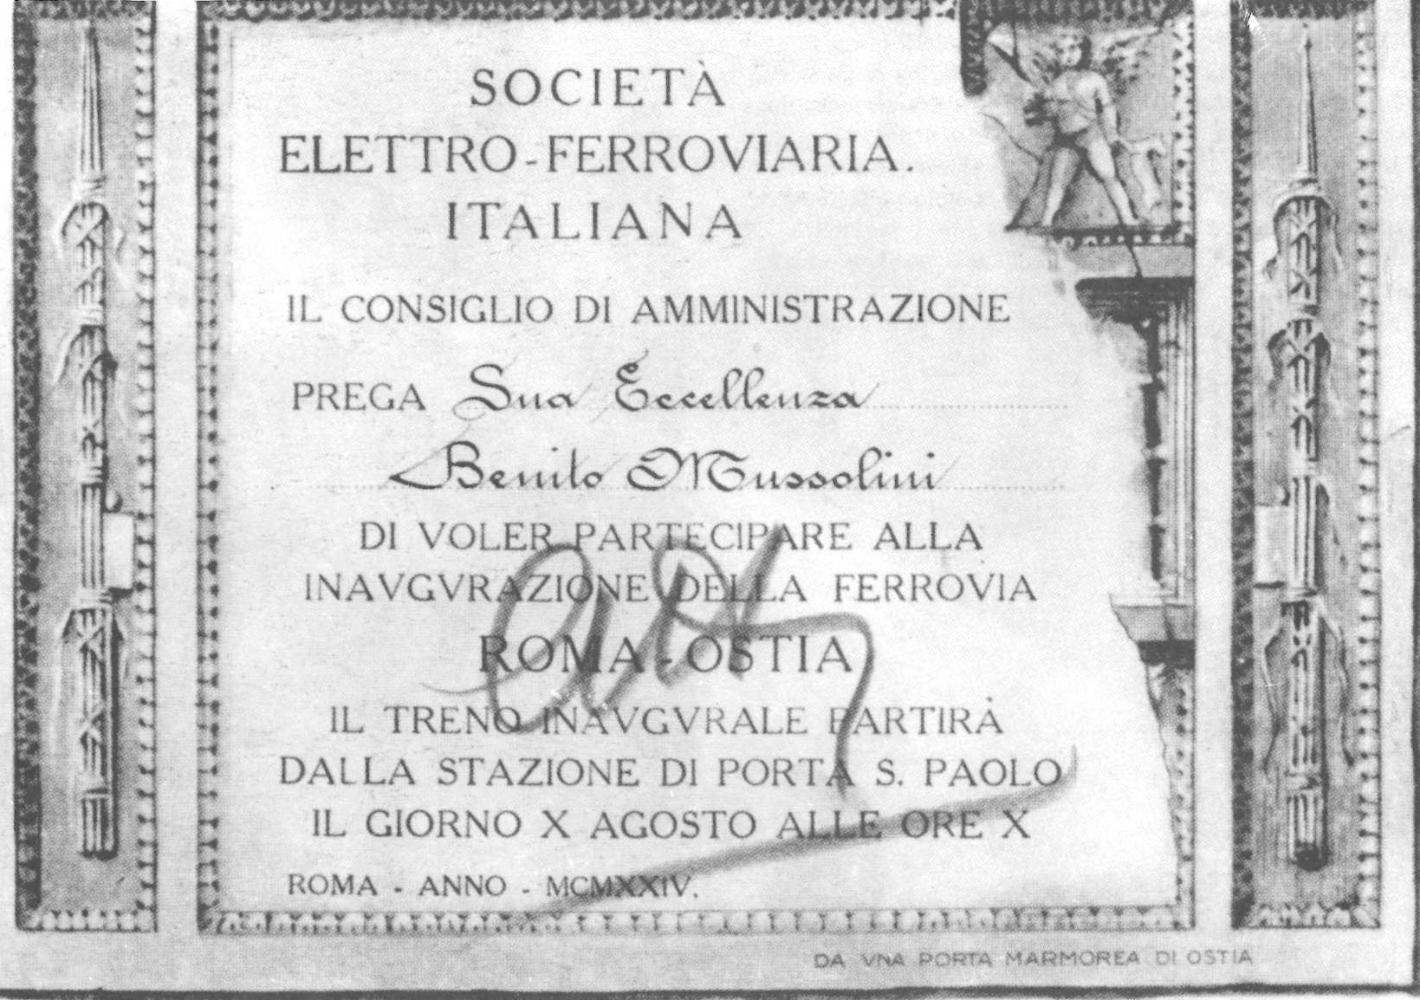 SOCIETÀ
ELETTRO-FERROVIARIA.
ITALIANA
IL CONSIGLIO DI AMMINISTRAZIONE
PREGA Sua Eccellenza
Benito Mussolini
DI VOLER PARTECIPARE ALLA
INAVGVRAZIONE DELLA FERROVIA
ROMA-OSTIA
IL TRENO INAVGVRALE PARTIRÀ
DALLA STAZIONE DI PORTA S. PAOLO
IL GIORNO X AGOSTO ALLE ORE X
ROMA - ANNO - MCMXXIV.
DA VNA PORTA MARMOREA DI OSTIA